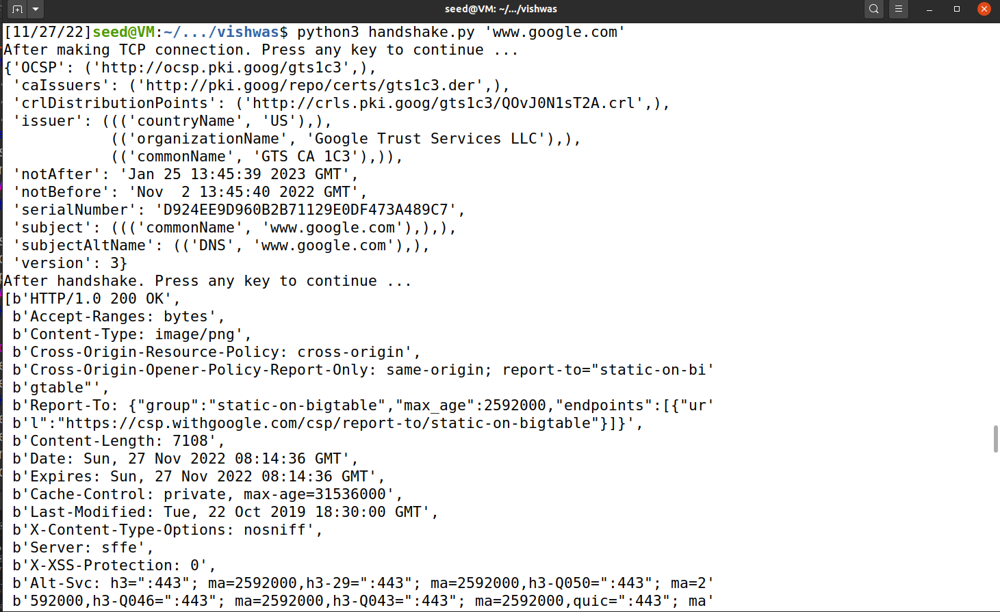 seed@VM: ~/.../vishwas
[11/27/22]seed@VM:~/.../vishwas$ python3 handshake.py 'www.google.com'
After making TCP connection. Press any key to continue ...
{'OCSP': ('http://ocsp.pki.goog/gts1c3',),
 'caIssuers': ('http://pki.goog/repo/certs/gts1c3.der',),
 'crlDistributionPoints': ('http://crls.pki.goog/gts1c3/QOvJ0N1sT2A.crl',),
 'issuer': ((('countryName', 'US'),),
            (('organizationName', 'Google Trust Services LLC'),),
            (('commonName', 'GTS CA 1C3'),)),
 'notAfter': 'Jan 25 13:45:39 2023 GMT',
 'notBefore': 'Nov  2 13:45:40 2022 GMT',
 'serialNumber': 'D924EE9D960B2B71129E0DF473A489C7',
 'subject': ((('commonName', 'www.google.com'),),),
 'subjectAltName': (('DNS', 'www.google.com'),),
 'version': 3}
After handshake. Press any key to continue ...
[b'HTTP/1.0 200 OK',
 b'Accept-Ranges: bytes',
 b'Content-Type: image/png',
 b'Cross-Origin-Resource-Policy: cross-origin',
 b'Cross-Origin-Opener-Policy-Report-Only: same-origin; report-to="static-on-bi'
 b'gtable"',
 b'Report-To: {"group":"static-on-bigtable","max_age":2592000,"endpoints":[{"ur'
 b'l":"https://csp.withgoogle.com/csp/report-to/static-on-bigtable"}]}',
 b'Content-Length: 7108',
 b'Date: Sun, 27 Nov 2022 08:14:36 GMT',
 b'Expires: Sun, 27 Nov 2022 08:14:36 GMT',
 b'Cache-Control: private, max-age=31536000',
 b'Last-Modified: Tue, 22 Oct 2019 18:30:00 GMT',
 b'X-Content-Type-Options: nosniff',
 b'Server: sffe',
 b'X-XSS-Protection: 0',
 b'Alt-Svc: h3=":443"; ma=2592000,h3-29=":443"; ma=2592000,h3-Q050=":443"; ma=2'
 b'592000,h3-Q046=":443"; ma=2592000,h3-Q043=":443"; ma=2592000,quic=":443"; ma'